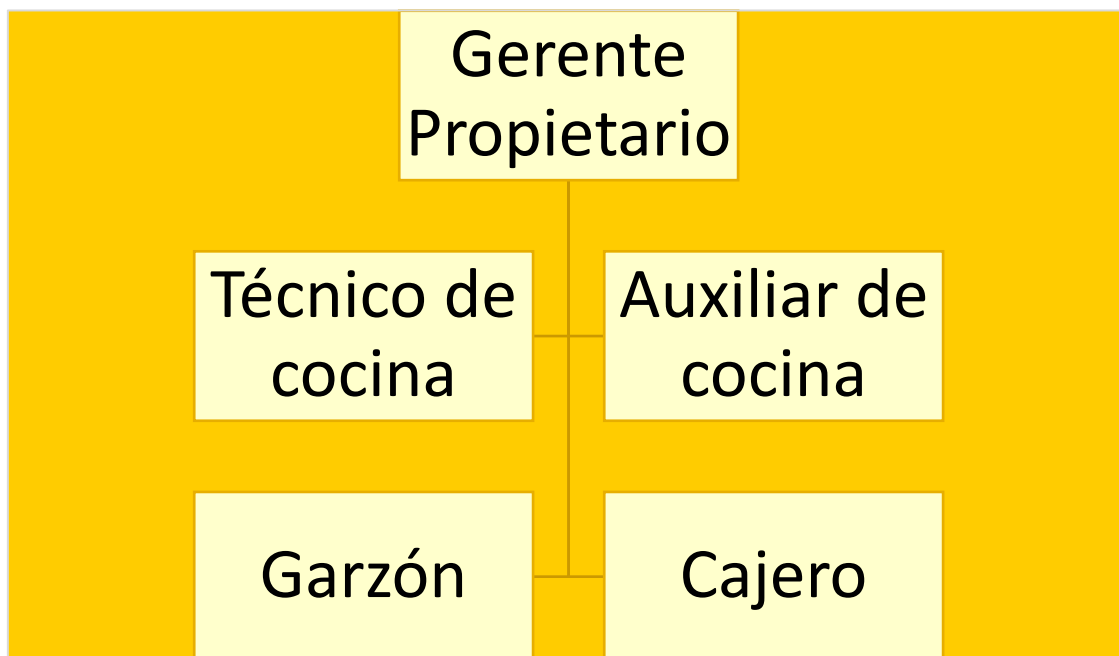 Gerente
Propietario
Técnico de
cocina
Auxiliar de
cocina
Garzón
Cajero